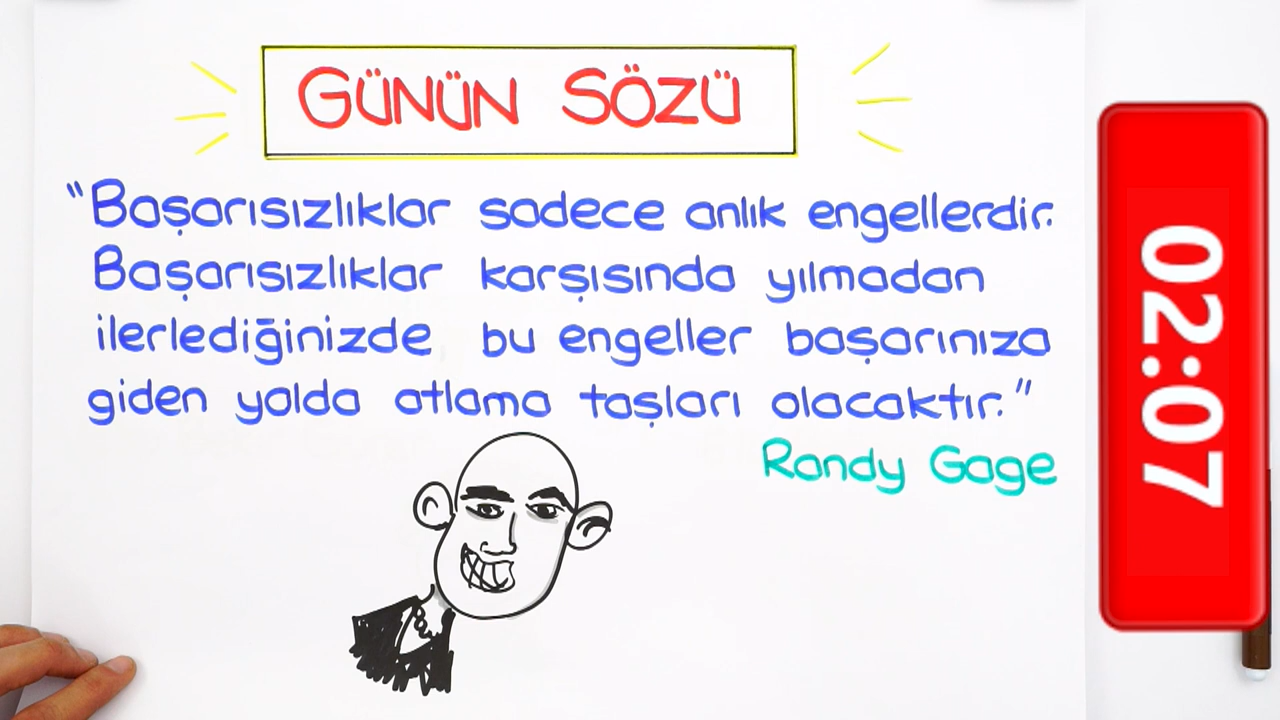 GÜNÜN SÖZÜ
"Başarısızlıklar sadece anlık engellerdir.
Başarısızlıklar karşısında yılmadan
ilerlediğinizde bu engeller başarınıza
giden yolda atlama taşları olacaktır."
Randy Gage
02:07